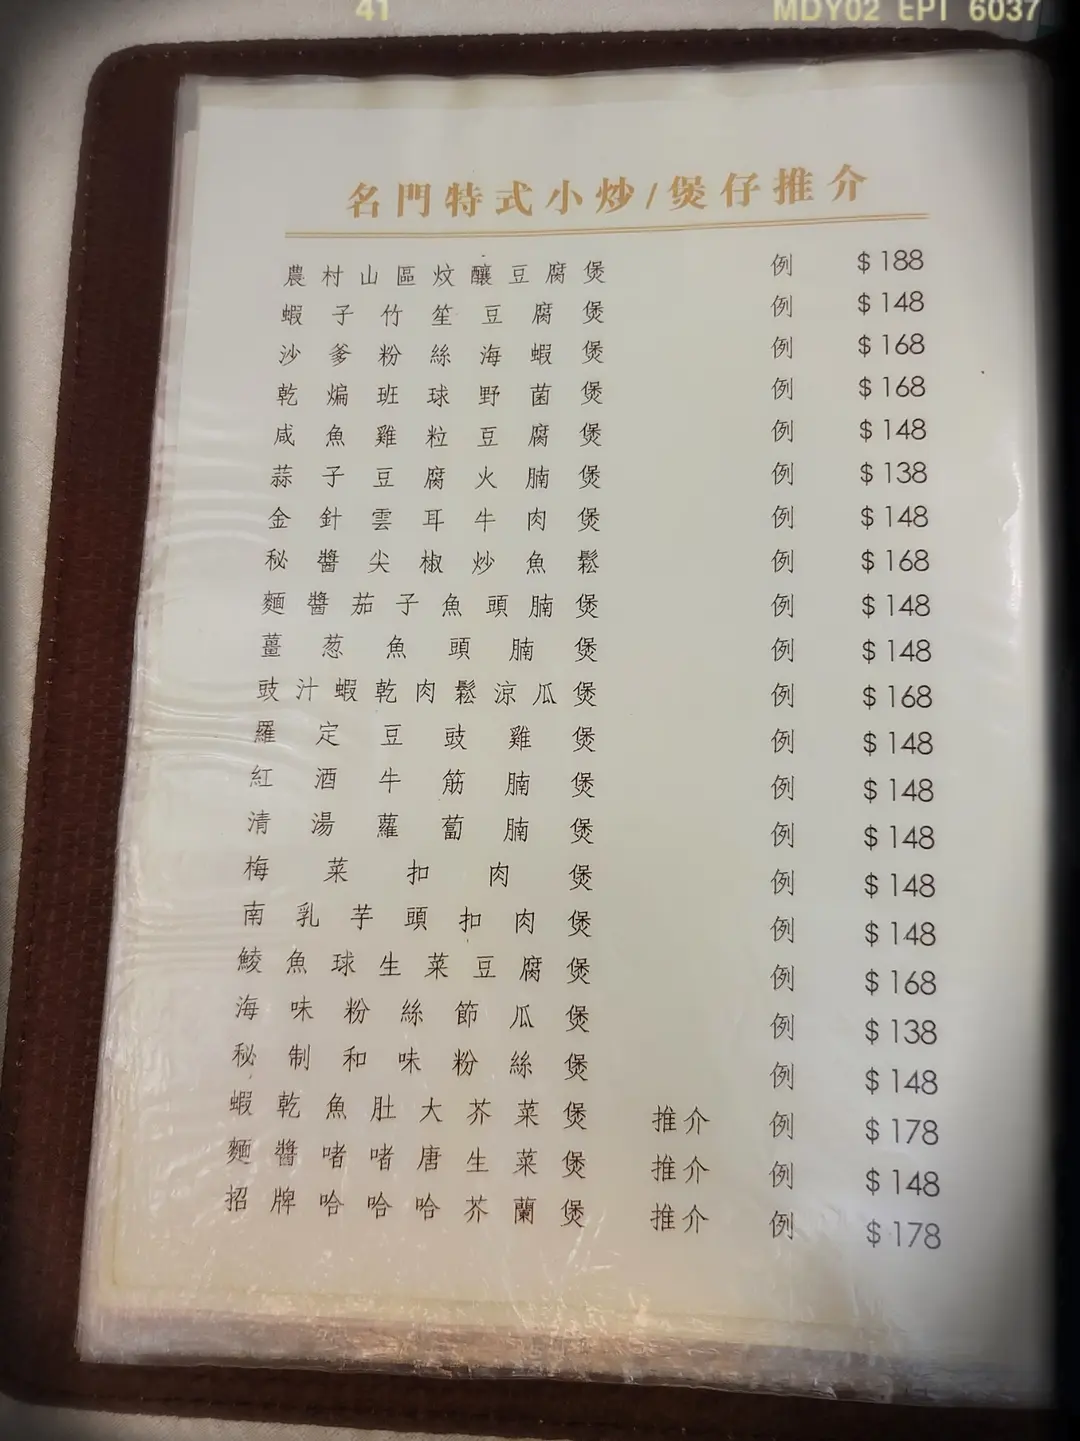 41 MDY02 EPI 6037
名門特式小炒/煲仔推介
農村山區炆釀豆腐煲 例 $188
蝦子竹笙豆腐煲 例 $148
沙爹粉絲海蝦煲 例 $168
乾煸班球野菌煲 例 $168
咸魚雞粒豆腐煲 例 $148
蒜子豆腐火腩煲 例 $138
金針雲耳牛肉煲 例 $148
秘醬尖椒炒魚鬆 例 $168
麵醬茄子魚頭腩煲 例 $148
薑葱魚頭腩煲 例 $148
豉汁蝦乾肉鬆涼瓜煲 例 $168
羅定豆豉雞煲 例 $148
紅酒牛筋腩煲 例 $148
清湯蘿蔔腩煲 例 $148
梅菜扣肉煲 例 $148
南乳芋頭扣肉煲 例 $148
鯪魚球生菜豆腐煲 例 $168
海味粉絲節瓜煲 例 $138
秘制和味粉絲煲 例 $148
蝦乾魚肚大芥菜煲 推介 例 $178
麵醬啫啫唐生菜煲 推介 例 $148
招牌哈哈哈芥蘭煲 推介 例 $178